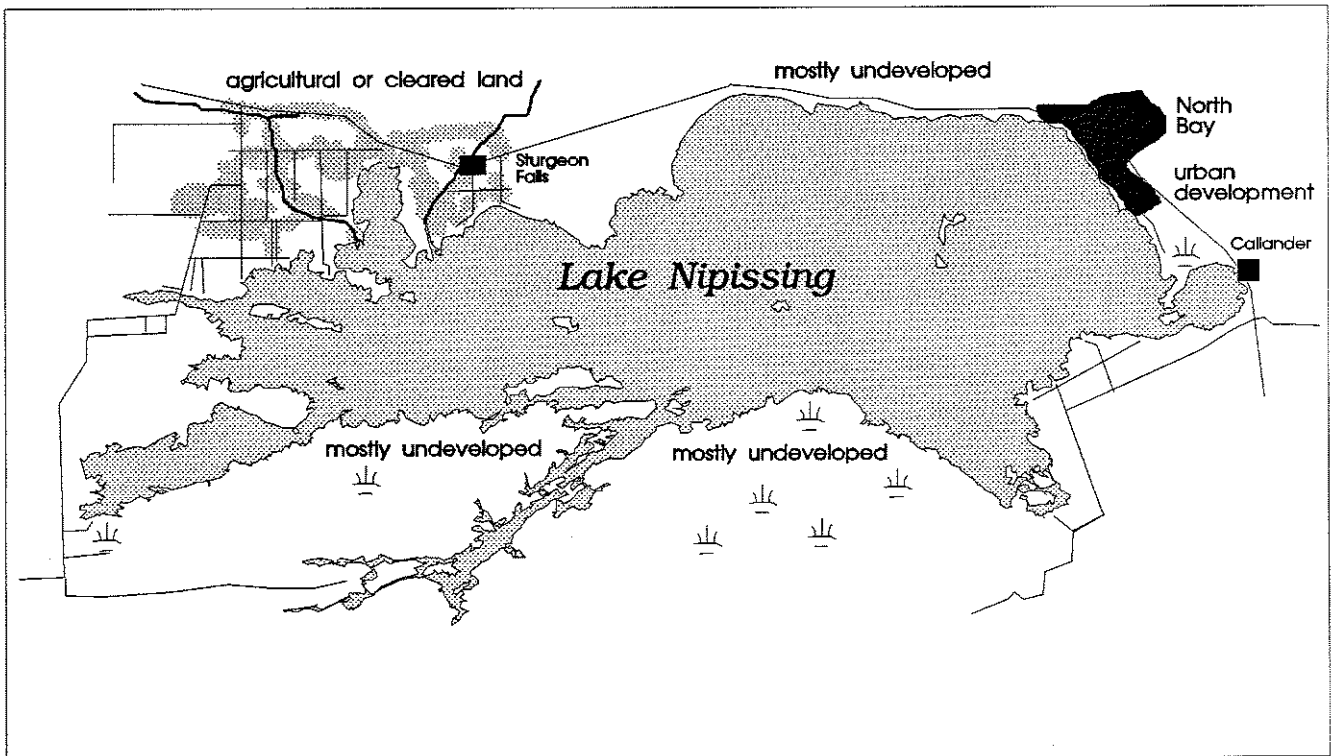 agricultural or cleared land
mostly undeveloped
North
Bay
Sturgeon
Falls
urban
development
Callander
Lake Nipissing
mostly undeveloped
mostly undeveloped